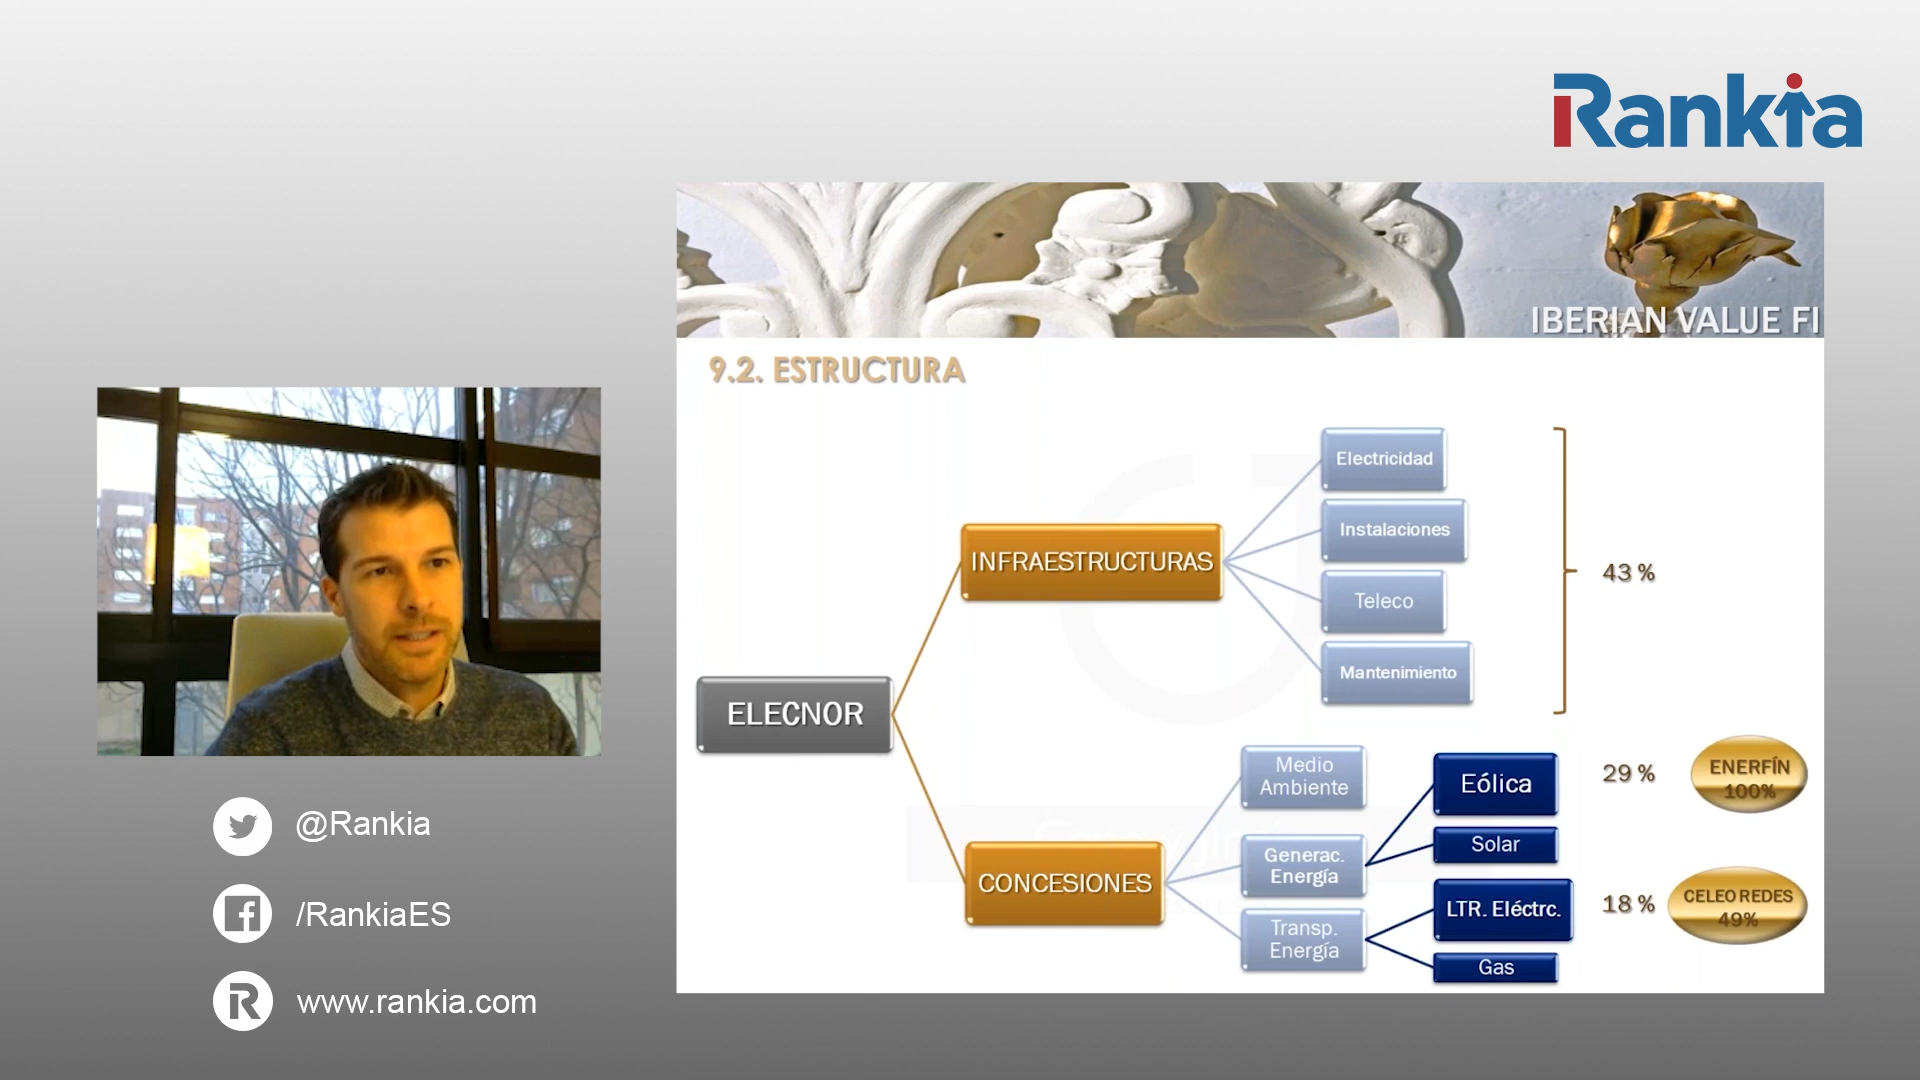 Rankia
IBERIAN VALUE FI
9.2. ESTRUCTURA
ELECNOR
INFRAESTRUCTURAS
Electricidad
Instalaciones
Teleco
Mantenimiento
43 %
CONCESIONES
Medio
Ambiente
Generac.
Energía
Transp.
Energía
Eólica
Solar
LTR. Eléctrc.
Gas
29 %
ENERFÍN
100%
18 %
CELEO REDES
49%
@Rankia
/RankiaES
www.rankia.com